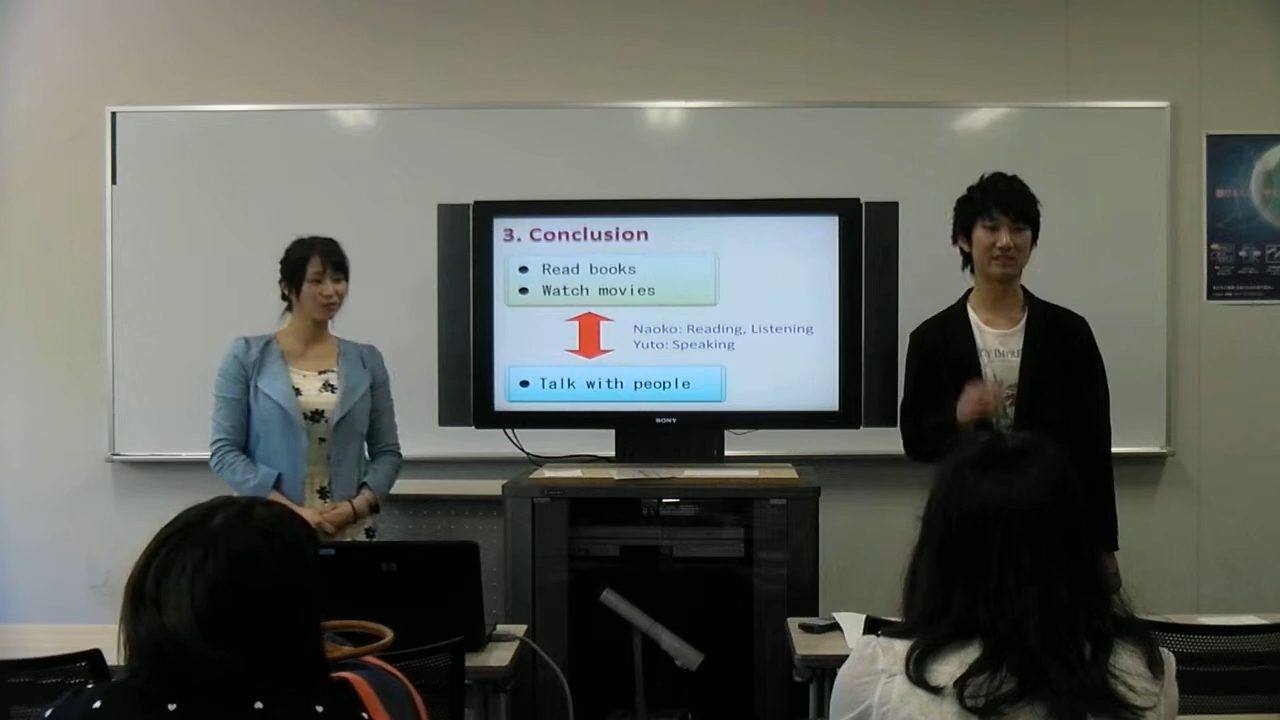 3. Conclusion
● Read books
● Watch movies
Naoko: Reading, Listening
Yuto: Speaking
● Talk with people
SONY